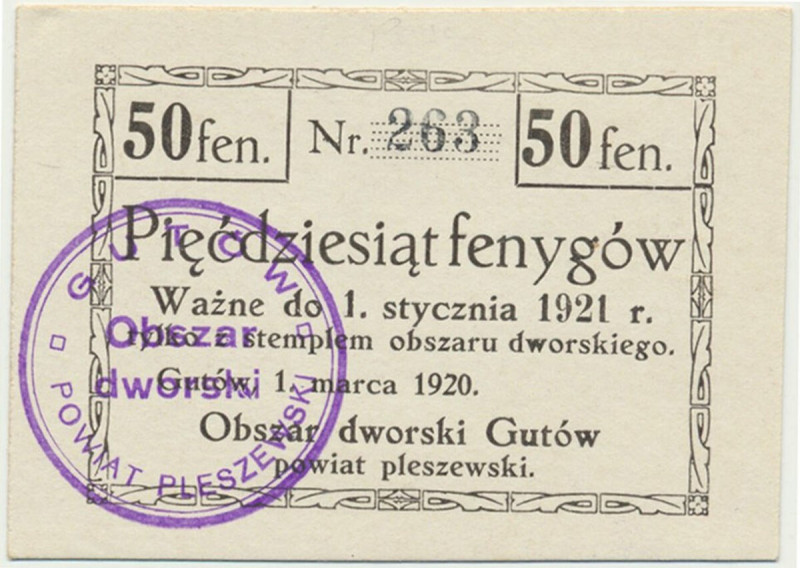 50 fen. Nr. 263 50 fen.
Pięćdziesiąt fenygów
Ważne do 1. stycznia 1921 r.
tylko z stemplem obszaru dworskiego.
Gutów, 1. marca 1920.
Obszar dworski Gutów
powiat pleszewski.
GUTÓW
Obszar
dworski
POWIAT PLESZEWSKI